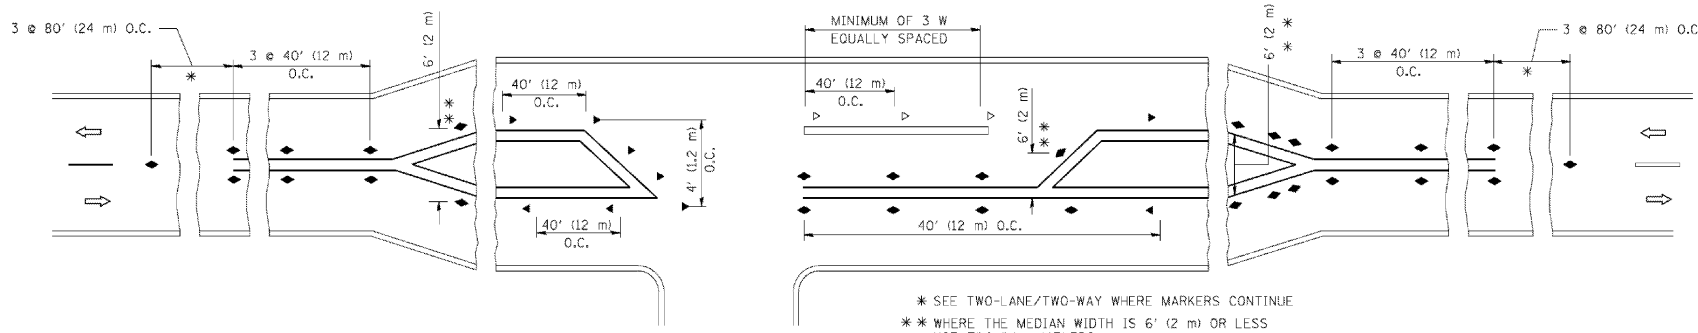 3 @ 80' (24 m) O.C.
3 @ 40' (12 m)
O.C.
*
6' (2 m)
**
40' (12 m)
O.C.
40' (12 m)
O.C.
4' (1.2 m)
O.C.
MINIMUM OF 3 W
EQUALLY SPACED
40' (12 m)
O.C.
6' (2 m)
**
40' (12 m) O.C.
6' (2 m)
**
3 @ 40' (12 m)
O.C.
*
3 @ 80' (24 m) O.C
* SEE TWO-LANE/TWO-WAY WHERE MARKERS CONTINUE
** WHERE THE MEDIAN WIDTH IS 6' (2 m) OR LESS